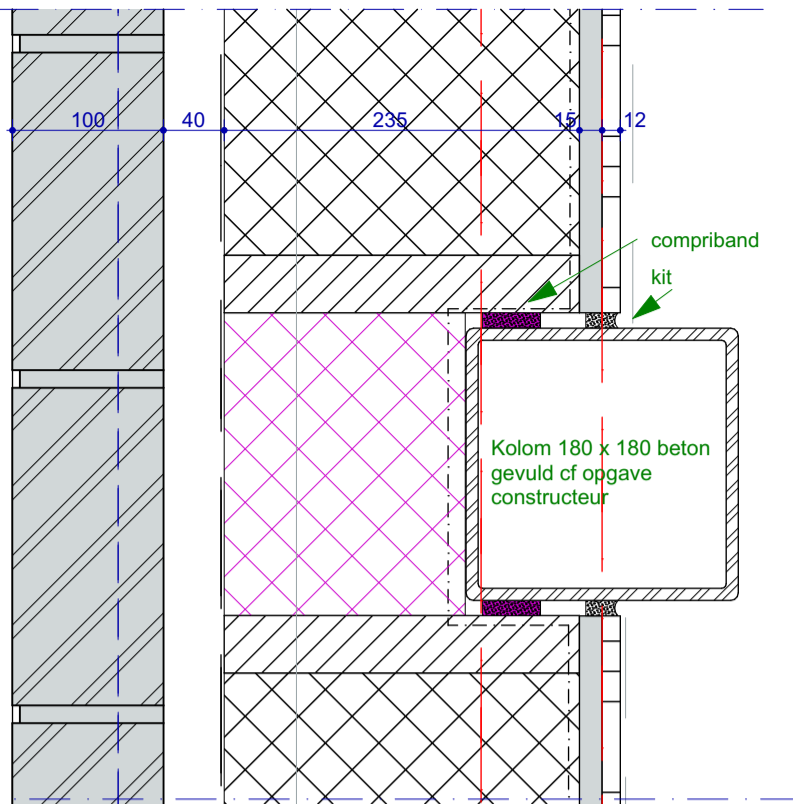 100 40 235 15 12
compriband
kit
Kolom 180 x 180 beton
gevuld cf opgave
constructeur